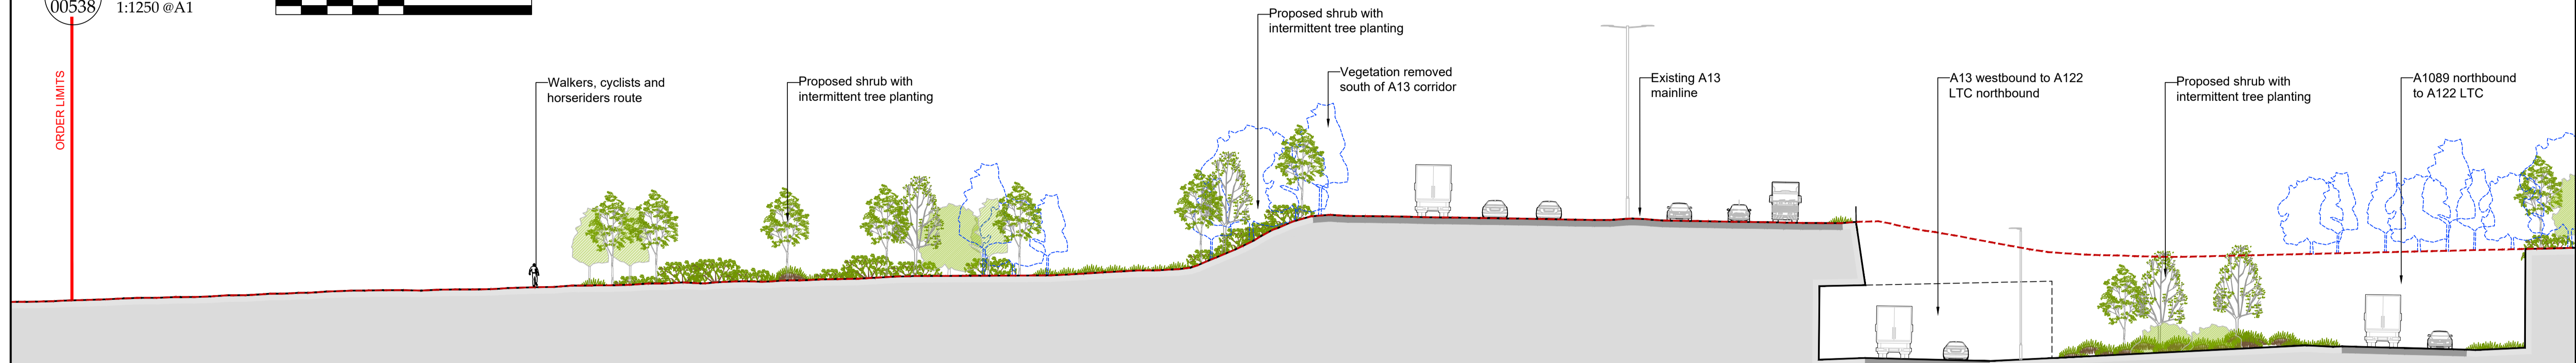 00538
1:1250 @A1
ORDER LIMITS
Walkers, cyclists and
horseriders route
Proposed shrub with
intermittent tree planting
Proposed shrub with
intermittent tree planting
Vegetation removed
south of A13 corridor
Existing A13
mainline
A13 westbound to A122
LTC northbound
Proposed shrub with
intermittent tree planting
A1089 northbound
to A122 LTC